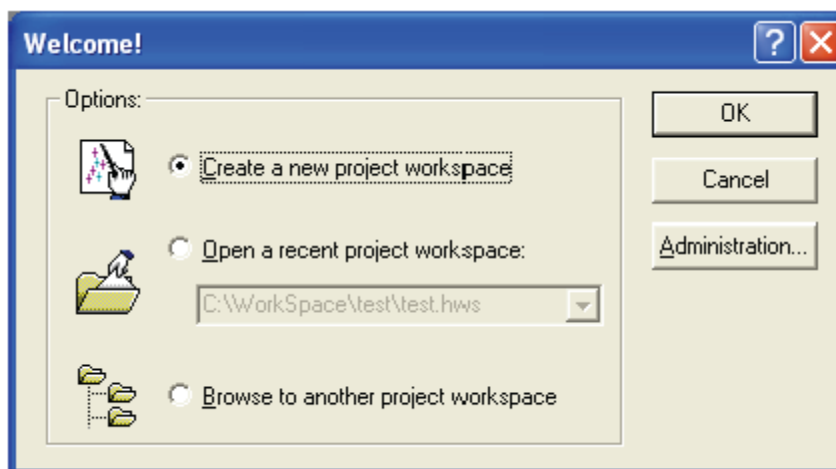 Welcome!
Options:
Create a new project workspace
Open a recent project workspace:
C:\WorkSpace\test\test.hws
Browse to another project workspace
OK
Cancel
Administration...